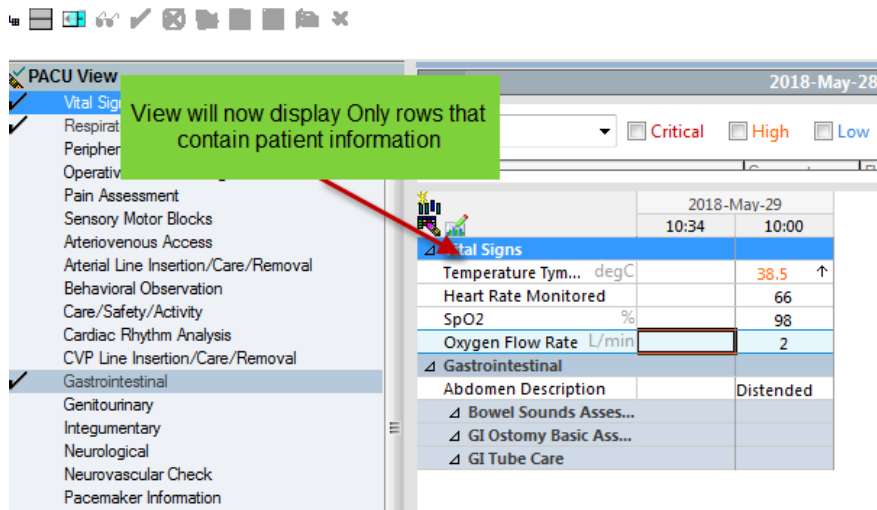 PACU View
2018-May-28
Vital Sig
View will now display Only rows that
contain patient information
Respirat
Peripher
Operativ
Critical
High
Low
Pain Assessment
Sensory Motor Blocks
Arteriovenous Access
Arterial Line Insertion/Care/Removal
Behavioral Observation
Care/Safety/Activity
Cardiac Rhythm Analysis
CVP Line Insertion/Care/Removal
Gastrointestinal
Genitourinary
Integumentary
Neurological
Neurovascular Check
Pacemaker Information
2018-May-29
10:34 10:00
Vital Signs
Temperature Tym... degC 38.5 ↑
Heart Rate Monitored 66
SpO2 % 98
Oxygen Flow Rate L/min 2
Gastrointestinal
Abdomen Description Distended
Bowel Sounds Asses...
GI Ostomy Basic Ass...
GI Tube Care